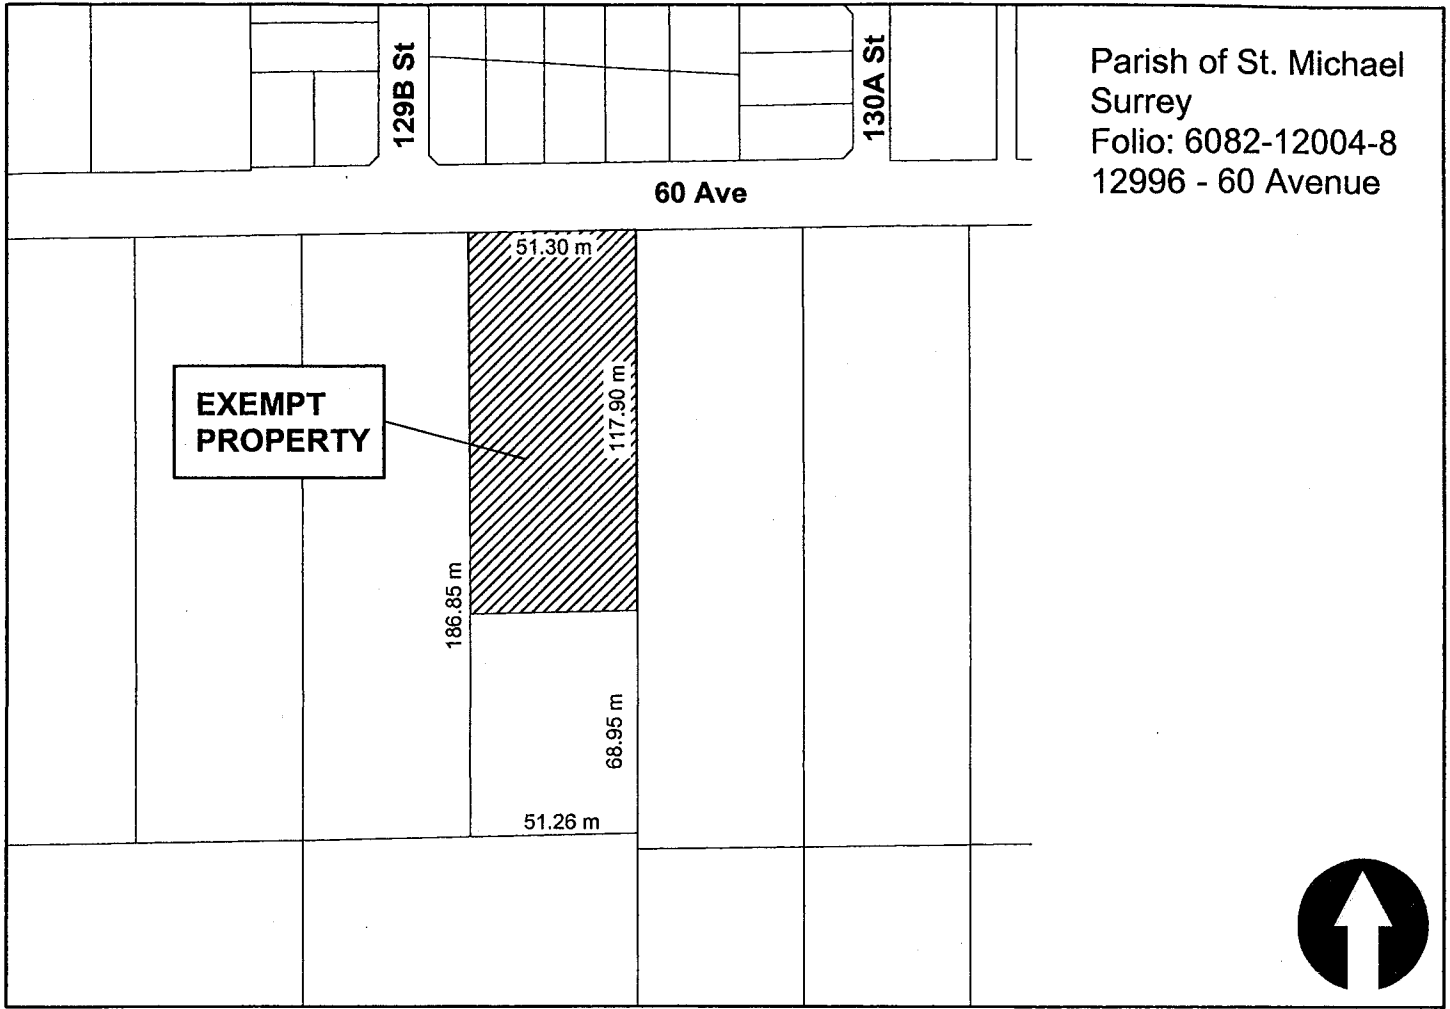 Parish of St. Michael
Surrey
Folio: 6082-12004-8
12996 - 60 Avenue
129B St
130A St
60 Ave
51.30 m
117.90 m
EXEMPT
PROPERTY
186.85 m
68.95 m
51.26 m